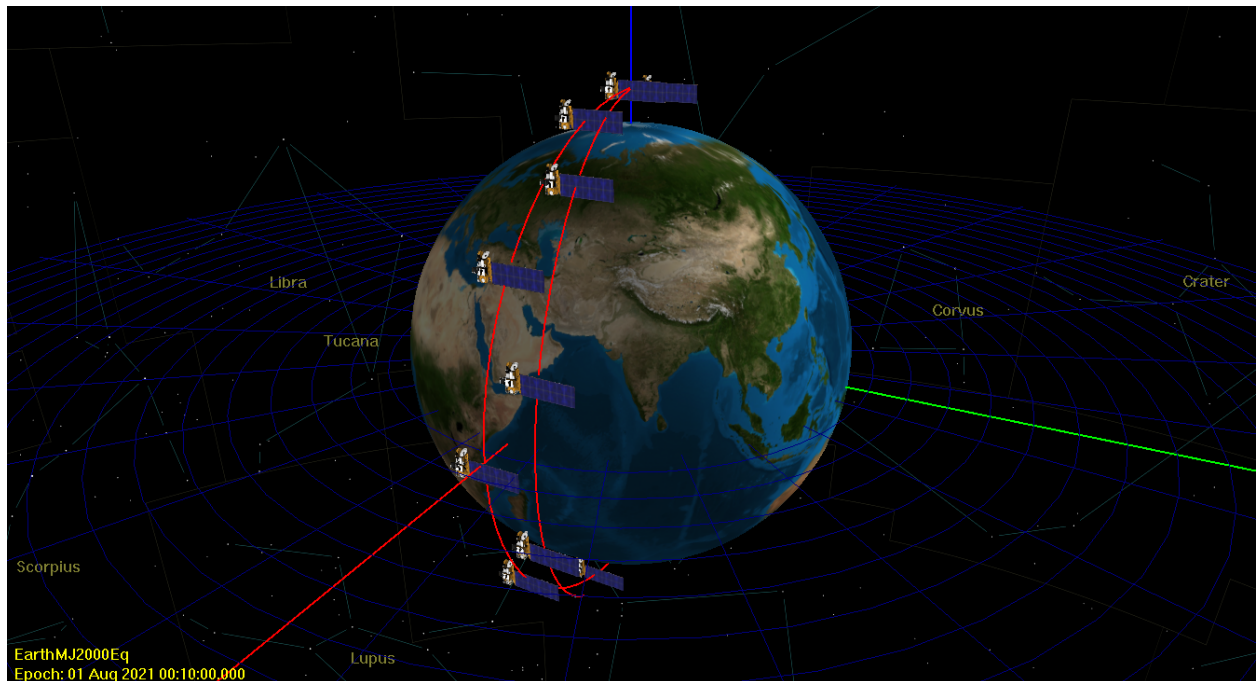 Libra
Crater
Corvus
Tucana
Scorpius
Lupus
EarthMJ2000Eq
Epoch: 01 Aug 2021 00:10:00.000